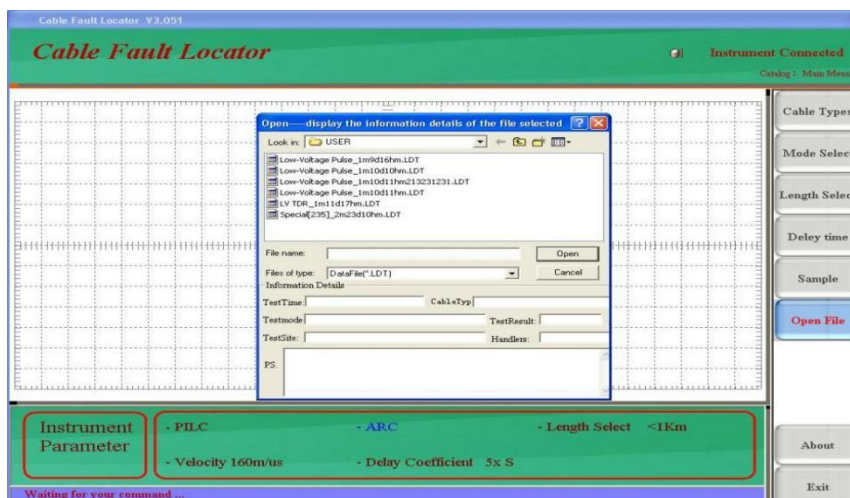 Cable Fault Locator V3.051
Cable Fault Locator
Instrument Connected
Catalog: Main Menu
Open----display the information details of the file selected
Look in: USER
Low-Voltage Pulse_1m9d16hm.LDT
Low-Voltage Pulse_1m10d10hm.LDT
Low-Voltage Pulse_1m10d11hm213231231.LDT
Low-Voltage Pulse_1m10d11hm.LDT
LV TDR_1m11d17hm.LDT
Special[235]_2m23d10hm.LDT
File name:
Open
Files of type: DataFile(*.LDT)
Cancel
Information Details
TestTime:
CableTyp
Testmode
TestResult:
TestSite:
Handlers:
PS.
Cable Types
Mode Selec
Length Selec
Deley time
Sample
Open File
About
Exit
Instrument Parameter
- PILC
- ARC
- Length Select <1Km
- Velocity 160m/us
- Delay Coefficient 5x S
Waiting for your command ...